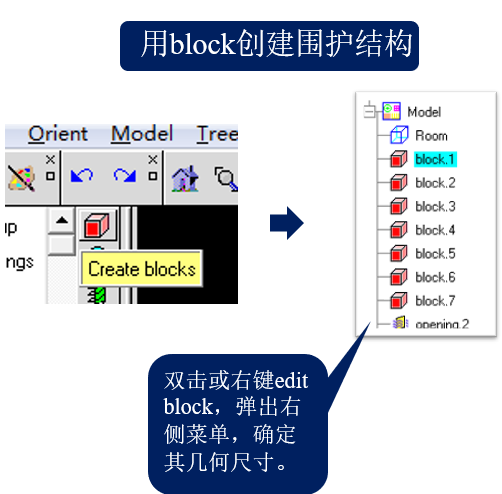 用block创建围护结构
Orient Model Tree
up
ngs
Create blocks
Model
Room
block.1
block.2
block.3
block.4
block.5
block.6
block.7
opening.2
双击或右键edit
block，弹出右
侧菜单，确定
其几何尺寸。